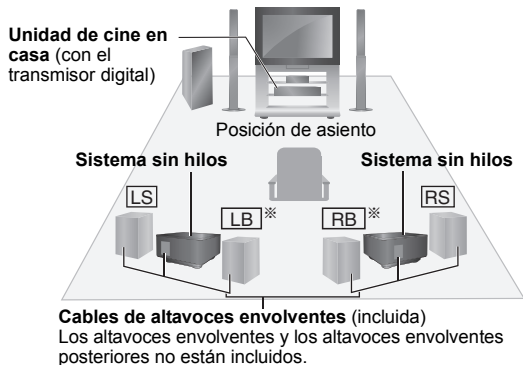 Unidad de cine en
casa (con el
transmisor digital)
Posición de asiento
Sistema sin hilos
Sistema sin hilos
LS
LB※
RB※
RS
Cables de altavoces envolventes (incluida)
Los altavoces envolventes y los altavoces envolventes
posteriores no están incluidos.